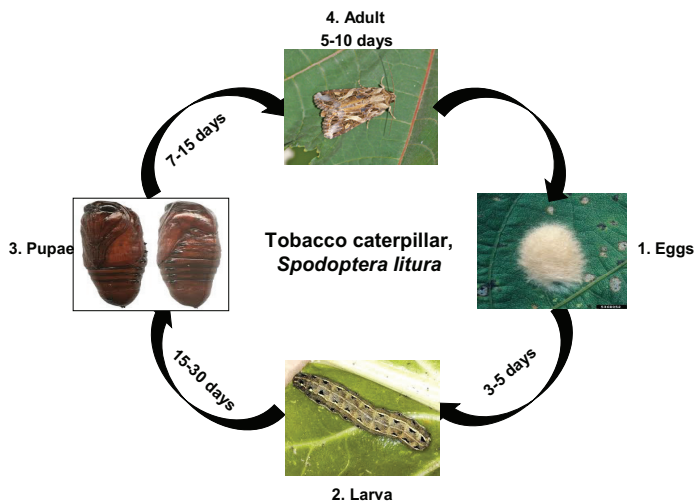 4. Adult
5-10 days
7-15 days
3. Pupae
Tobacco caterpillar,
Spodoptera litura
1. Eggs
15-30 days
3-5 days
2. Larva